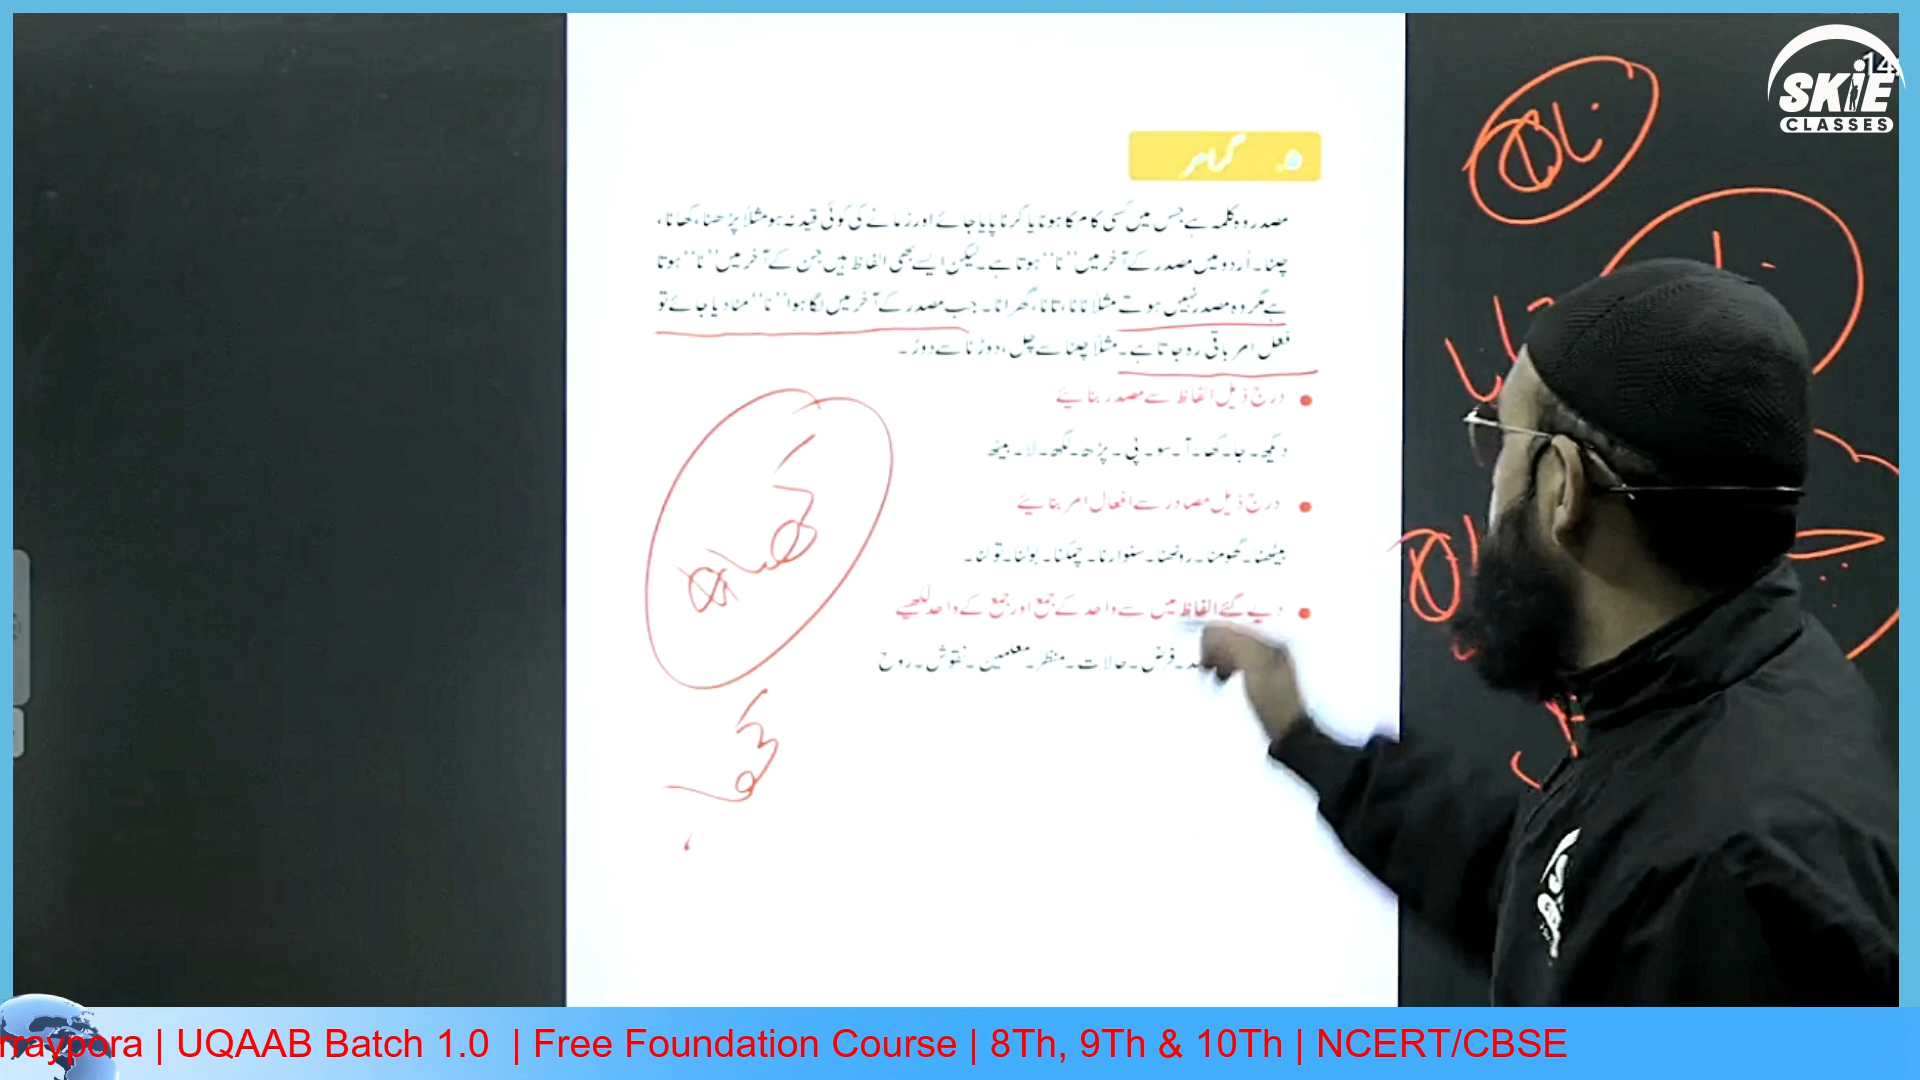 14
SKiE
CLASSES
۵. گرامر
مصدر وہ کلمہ ہے جس میں کسی کام کا ہونا یا کرنا پایا جائے اور زمانے کی کوئی قید نہ ہو مثلاً پڑھنا، کھانا،
چلنا۔ اُردو میں مصدر کے آخر میں ''نا'' ہوتا ہے۔ لیکن ایسے بھی الفاظ ہیں جن کے آخر میں ''نا'' ہوتا
ہے مگر وہ مصدر نہیں ہوتے مثلاً نانا، تانا، گھرانا۔ جب مصدر کے آخر میں لگا ہوا ''نا'' مٹا دیا جائے تو
فعل امر باقی رہ جاتا ہے۔ مثلاً چلنا سے چل، دوڑنا سے دوڑ۔
● درج ذیل الفاظ سے مصدر بنائیے
دیکھ۔ جا۔ کھا۔ آ۔ سو۔ پی۔ پڑھ۔ لکھ۔ لا۔ بیٹھ
● درج ذیل مصادر سے افعال امر بنائیے
بیٹھنا۔ گھومنا۔ روٹھنا۔ سنوارنا۔ چمکنا۔ بولنا۔ تولنا۔
● دیے گئے الفاظ میں سے واحد کے جمع اور جمع کے واحد لکھیے
فرض۔ حالات۔ منظر۔ معلمین۔ نقوش۔ روح
rraypora | UQAAB Batch 1.0 | Free Foundation Course | 8Th, 9Th & 10Th | NCERT/CBSE